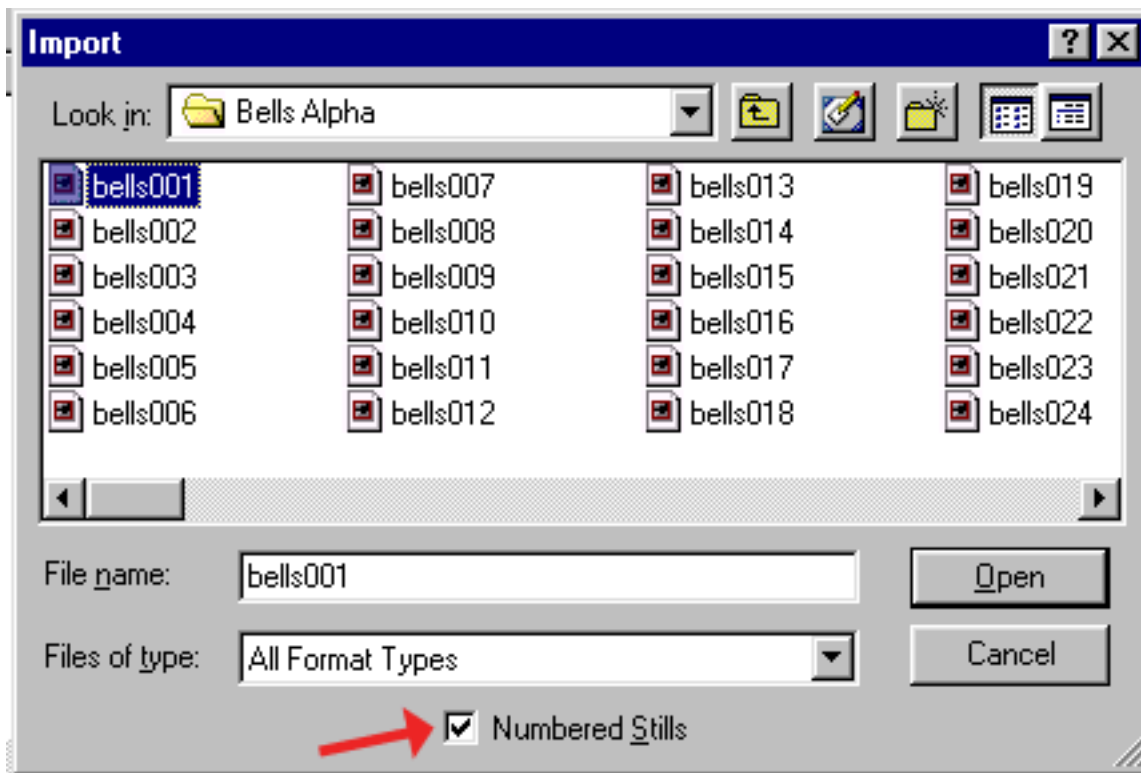 Import
Look in: Bells Alpha
bells001 bells007 bells013 bells019
bells002 bells008 bells014 bells020
bells003 bells009 bells015 bells021
bells004 bells010 bells016 bells022
bells005 bells011 bells017 bells023
bells006 bells012 bells018 bells024
File name: bells001 Open
Files of type: All Format Types Cancel
Numbered Stills